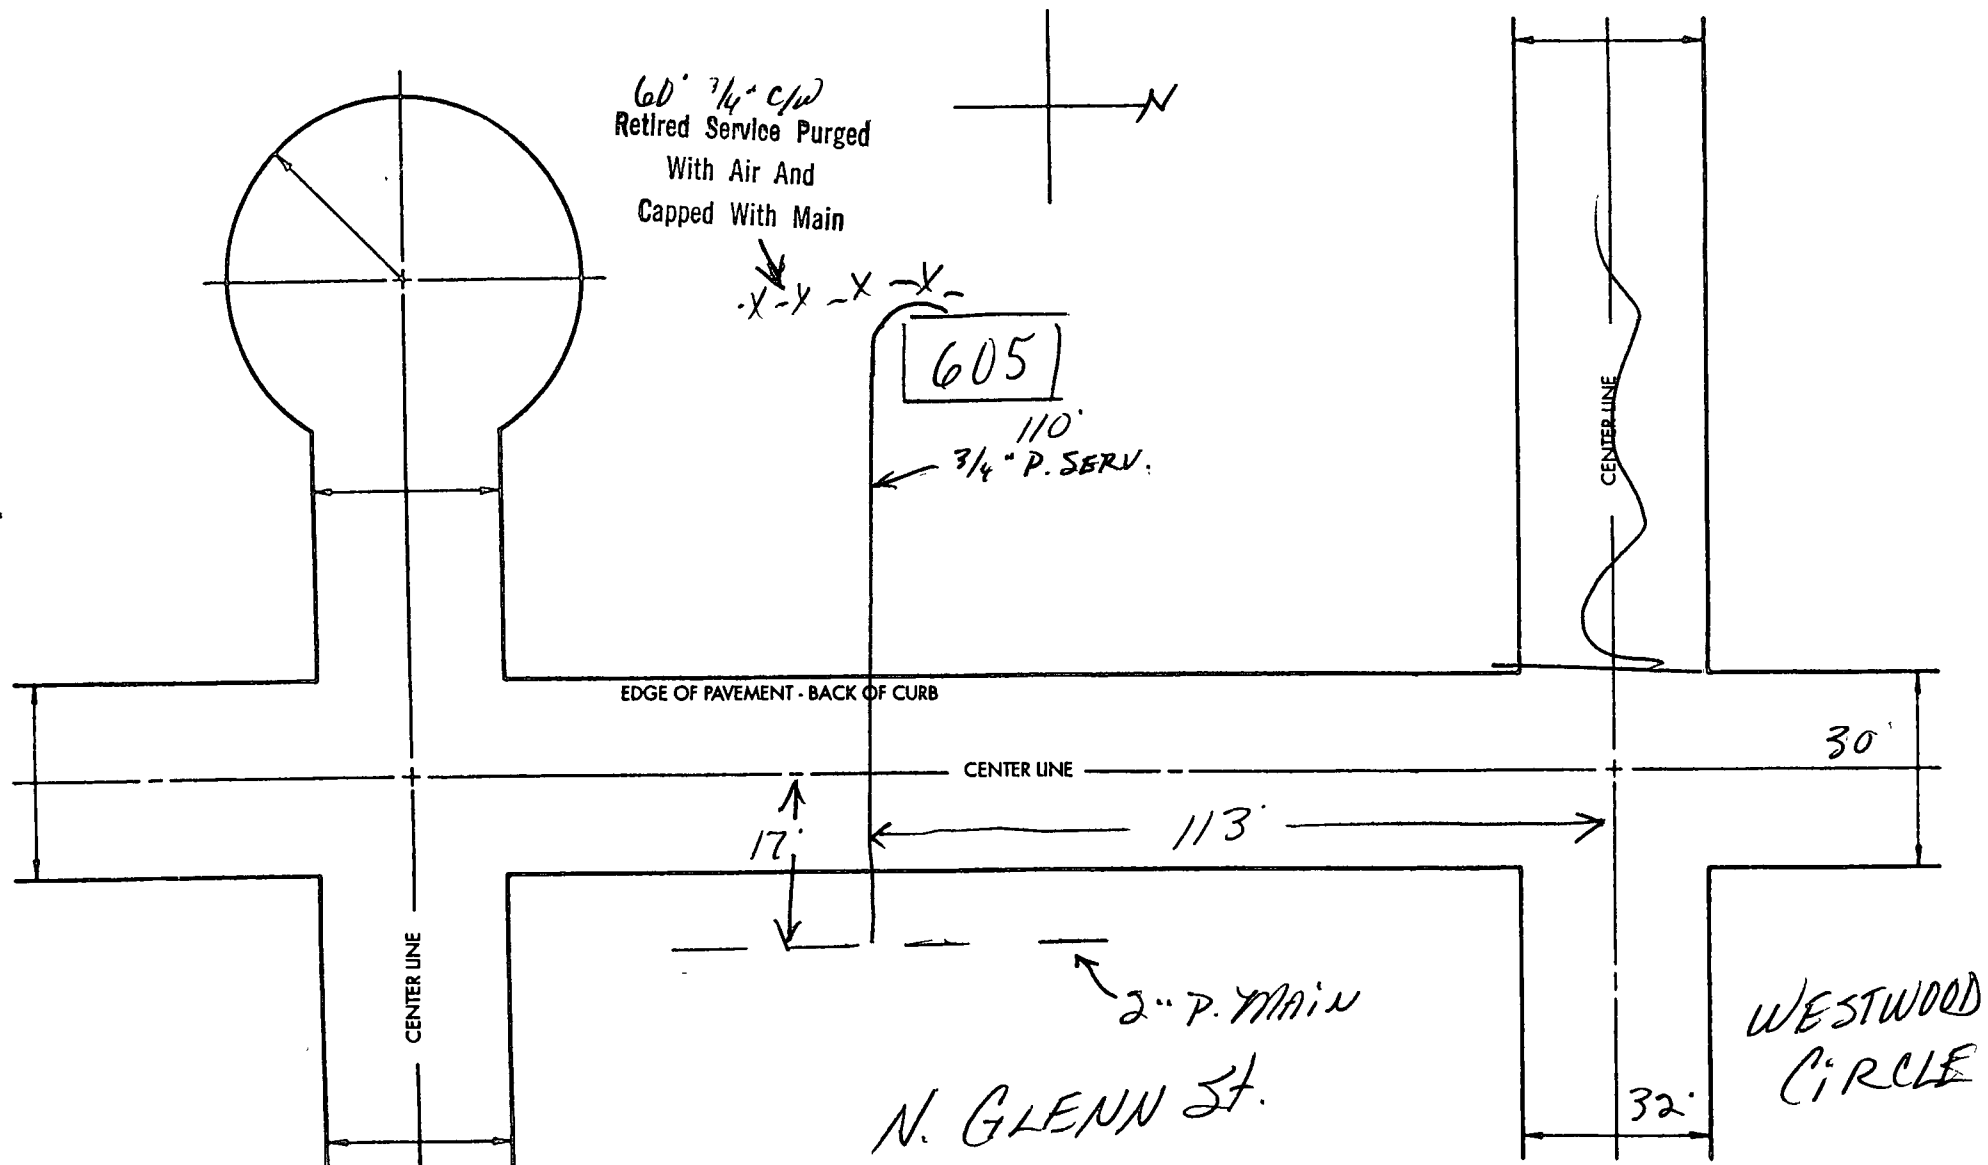 60' 3/4" C/W
Retired Service Purged
With Air And
Capped With Main
N
X - X - X - X -
605
110'
3/4" P. SERV.
CENTER LINE
EDGE OF PAVEMENT - BACK OF CURB
CENTER LINE
30'
17'
113'
CENTER LINE
2" P. MAIN
WESTWOOD
CIRCLE
N. GLENN St.
32'